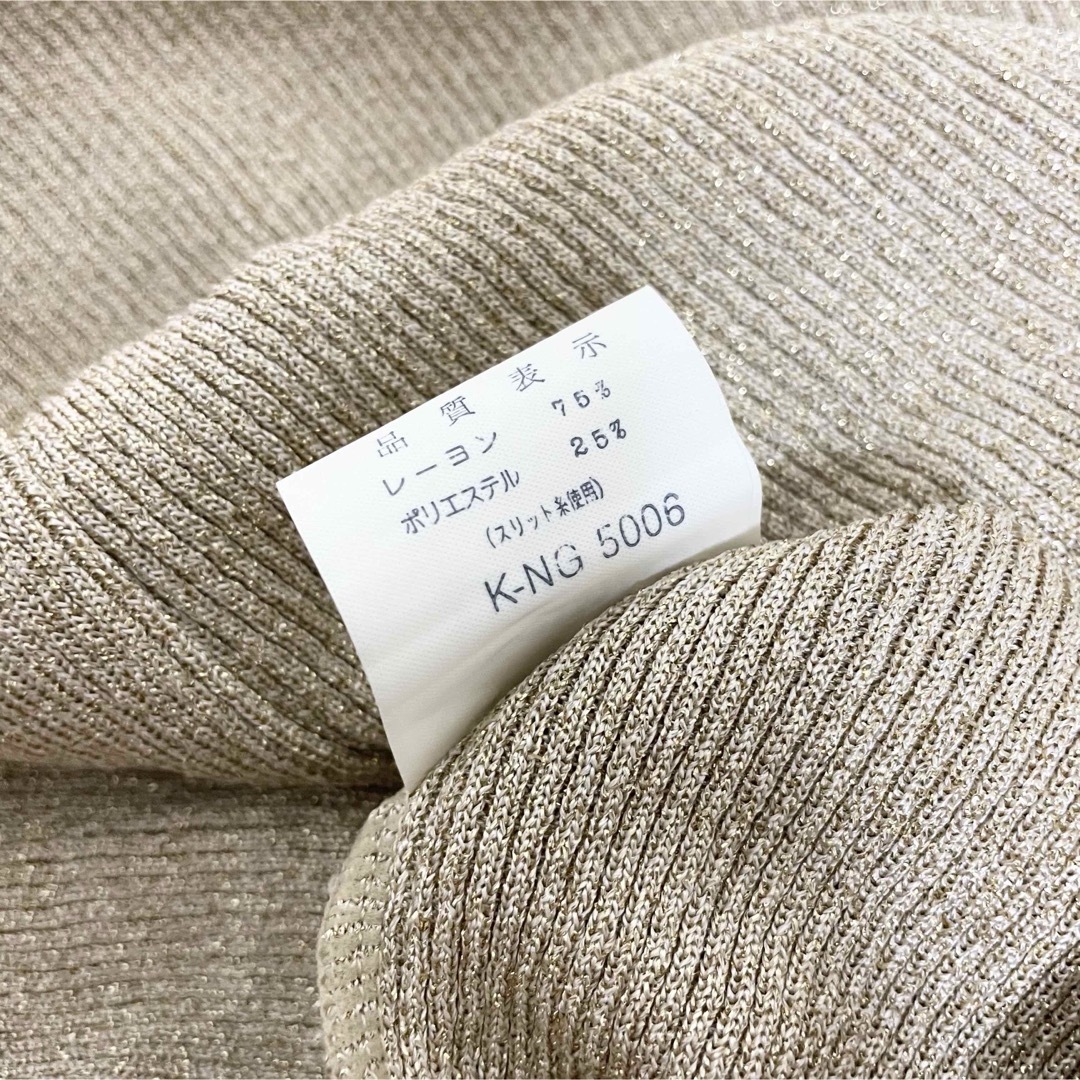 品質表示
レーヨン 75%
ポリエステル 25%
(スリット糸使用)
K-NG 5006